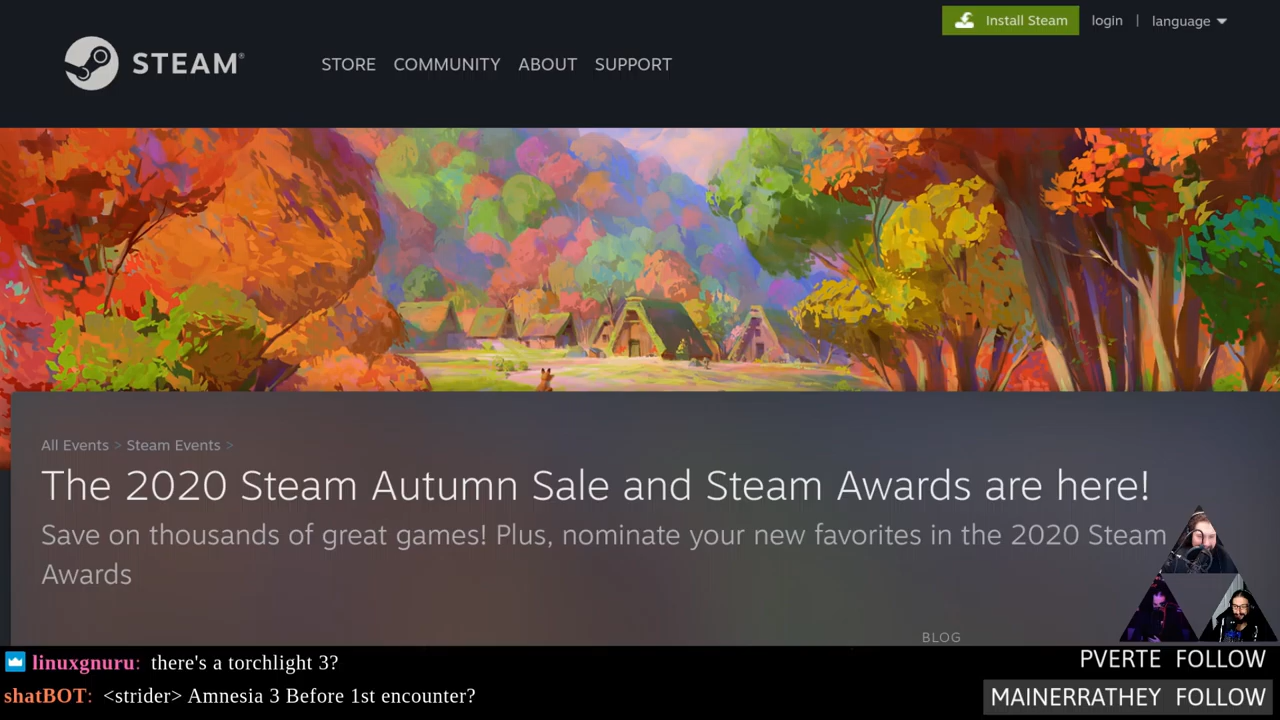 Install Steam login | language
STEAM®
STORE COMMUNITY ABOUT SUPPORT
All Events > Steam Events >
The 2020 Steam Autumn Sale and Steam Awards are here!
Save on thousands of great games! Plus, nominate your new favorites in the 2020 Steam
Awards
BLOG
linuxgnuru: there's a torchlight 3?
PVERTE FOLLOW
shatBOT: <strider> Amnesia 3 Before 1st encounter?
MAINERRATHEY FOLLOW